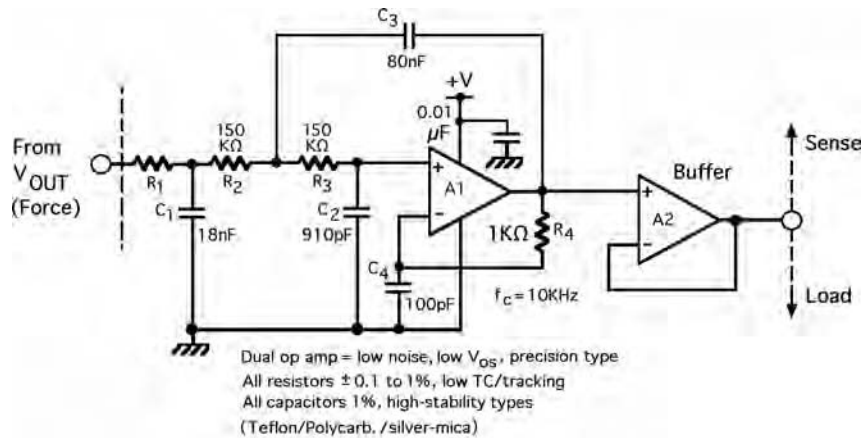 C3
80nF
+V
0.01
µF
150
KΩ
150
KΩ
From
VOUT
(Force)
R1
R2
R3
C1
18nF
C2
910pF
+
A1
−
C4
100pF
1KΩ
R4
fc = 10KHz
Buffer
+
A2
−
Sense
Load
Dual op amp = low noise, low VOS, precision type
All resistors ± 0.1 to 1%, low TC/tracking
All capacitors 1%, high-stability types
(Teflon/Polycarb./silver-mica)